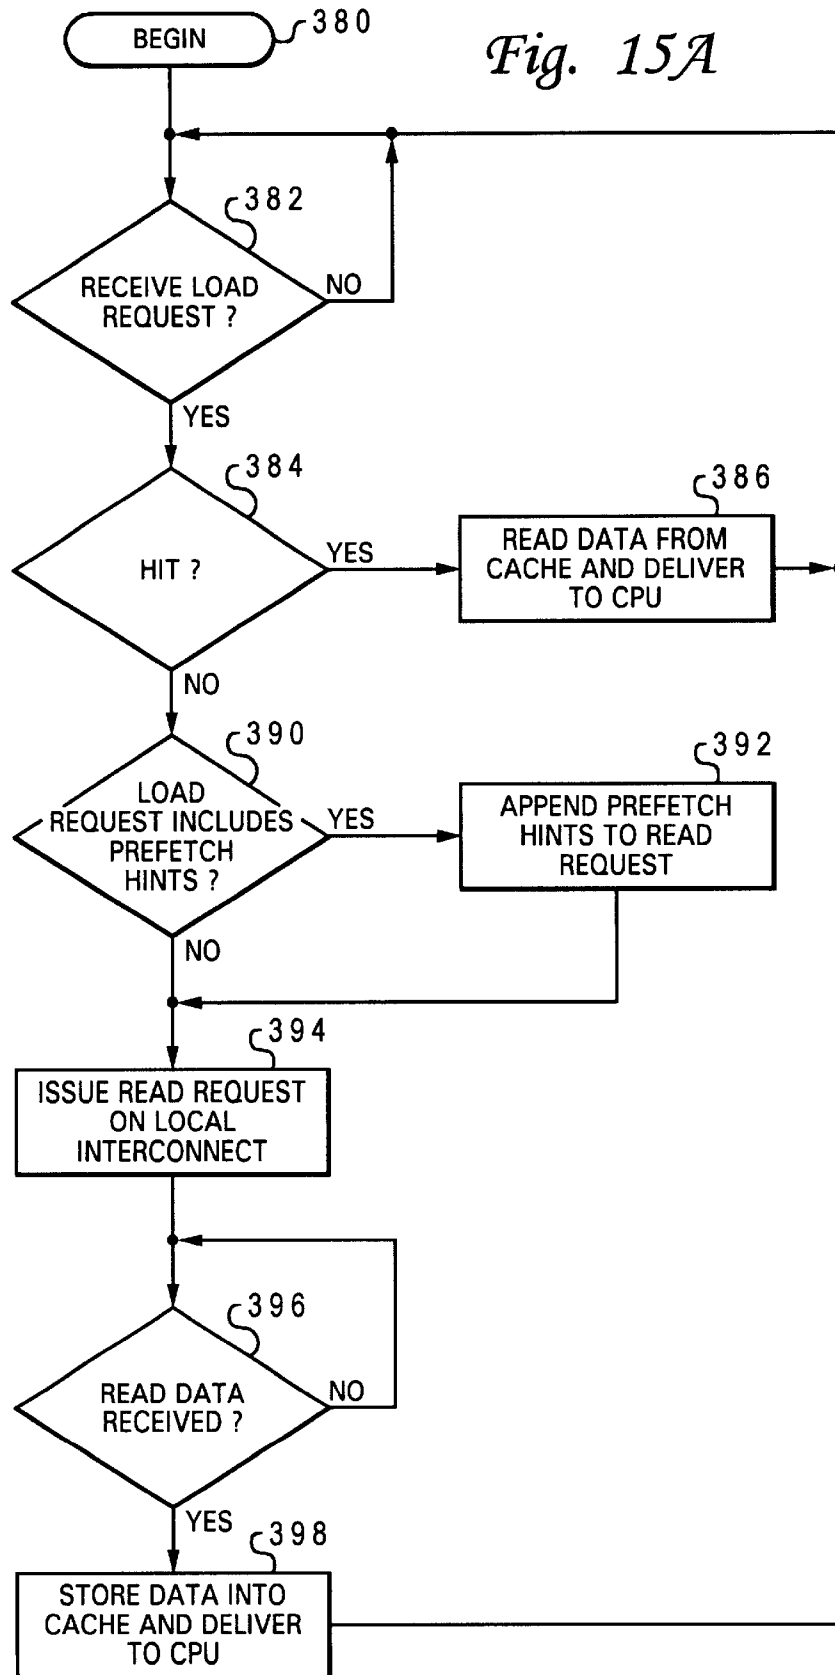 BEGIN
380
Fig. 15A
382
RECEIVE LOAD
REQUEST ?
NO
YES
384
HIT ?
YES
386
READ DATA FROM
CACHE AND DELIVER
TO CPU
NO
390
LOAD
REQUEST INCLUDES
PREFETCH
HINTS ?
YES
392
APPEND PREFETCH
HINTS TO READ
REQUEST
NO
394
ISSUE READ REQUEST
ON LOCAL
INTERCONNECT
396
READ DATA
RECEIVED ?
NO
YES
398
STORE DATA INTO
CACHE AND DELIVER
TO CPU